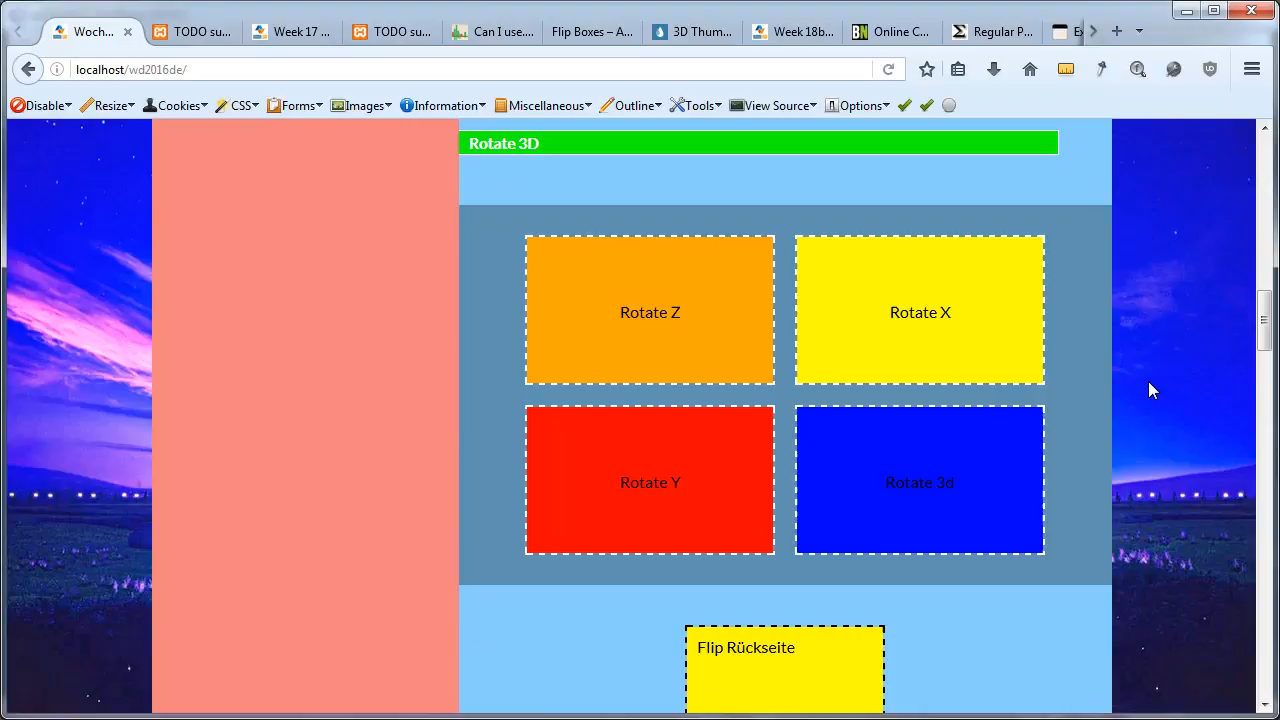 Woch...
TODO su...
Week 17 ...
TODO su...
Can I use....
Flip Boxes – A...
3D Thum...
Week 18b...
BN
Online C...
Regular P...
localhost/wd2016de/
Disable
Resize
Cookies
CSS
Forms
Images
Information
Miscellaneous
Outline
Tools
View Source
Options
Rotate 3D
Rotate Z
Rotate X
Rotate Y
Rotate 3d
Flip Rückseite